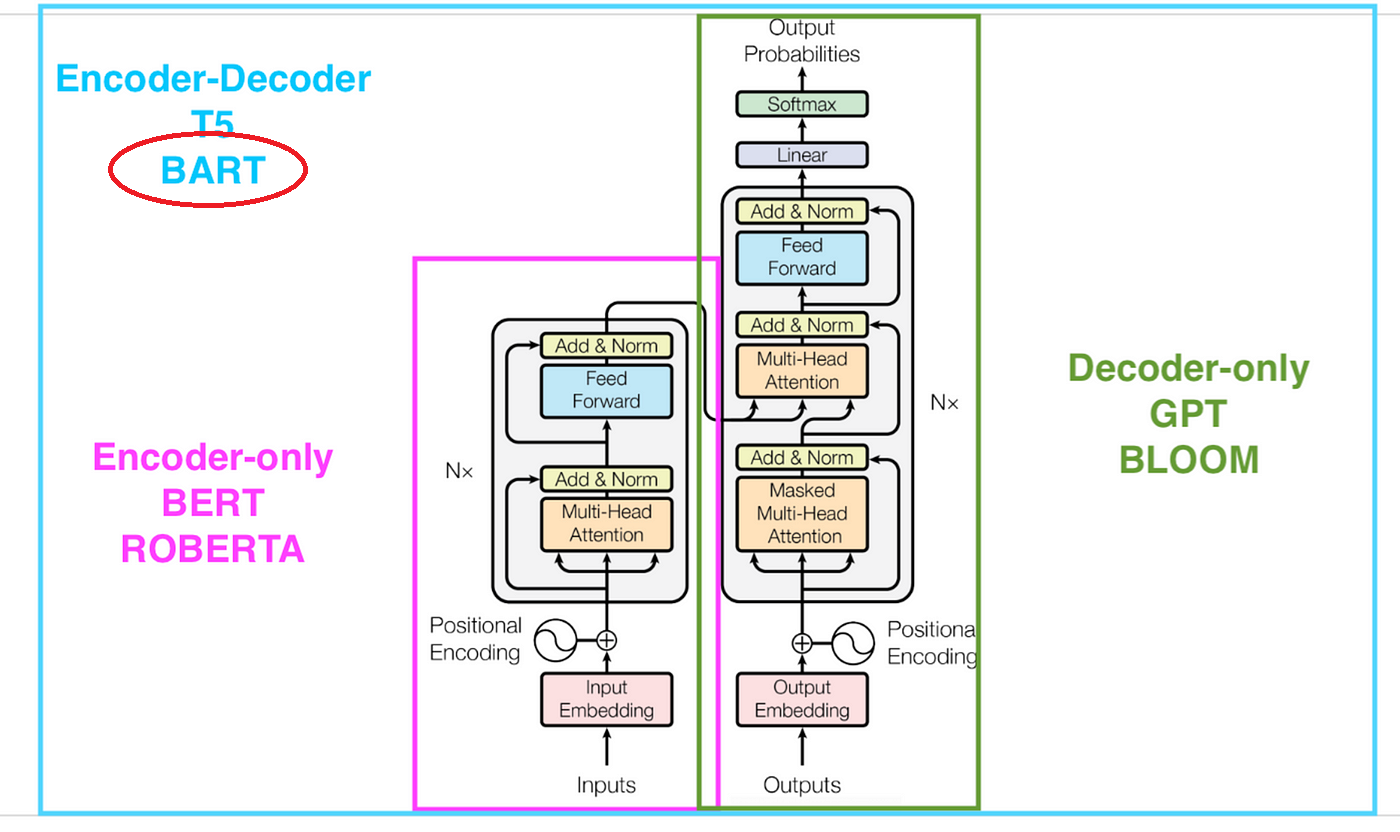 Encoder-Decoder
T5
BART
Encoder-only
BERT
ROBERTA
Output
Probabilities
Softmax
Linear
Add & Norm
Feed
Forward
Add & Norm
Multi-Head
Attention
Add & Norm
Masked
Multi-Head
Attention
Nx
Positiona
Encoding
Output
Embedding
Outputs
Add & Norm
Feed
Forward
Add & Norm
Multi-Head
Attention
Nx
Positional
Encoding
Input
Embedding
Inputs
Decoder-only
GPT
BLOOM